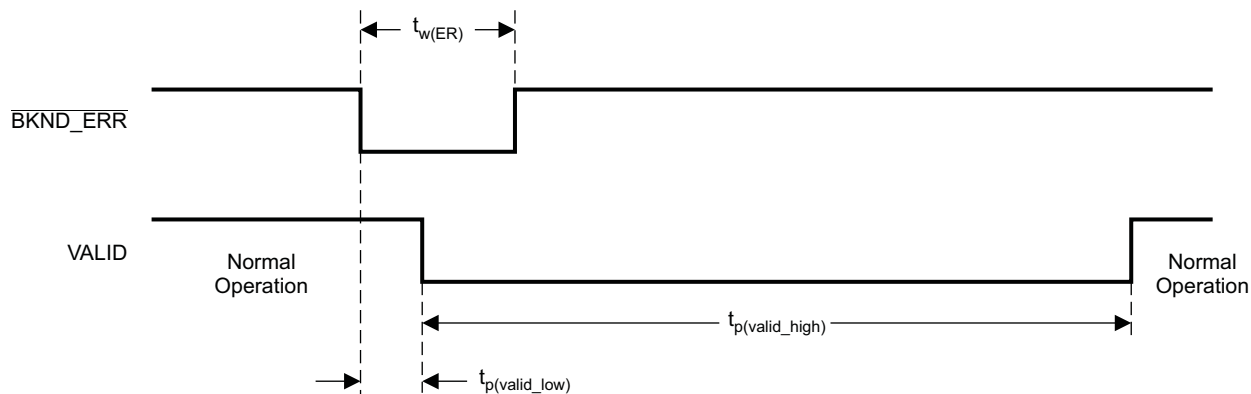 t_w(ER)
BKND_ERR
VALID
Normal
Operation
Normal
Operation
t_p(valid_high)
t_p(valid_low)